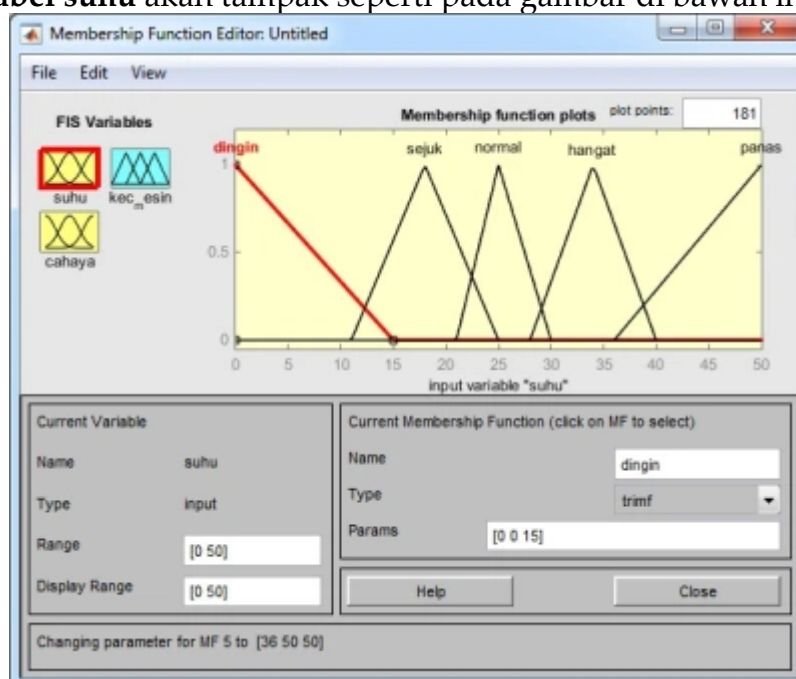 bel suhu akan tampak seperti pada gambar di bawah
Membership Function Editor: Untitled
File Edit View
FIS Variables
suhu
kec_mesin
cahaya
Membership function plots
plot points:
181
dingin
sejuk
normal
hangat
panas
1
0.5
0
0 5 10 15 20 25 30 35 40 45 50
input variable "suhu"
Current Variable
Name suhu
Type input
Range [0 50]
Display Range [0 50]
Current Membership Function (click on MF to select)
Name dingin
Type trimf
Params [0 0 15]
Help
Close
Changing parameter for MF 5 to [36 50 50]